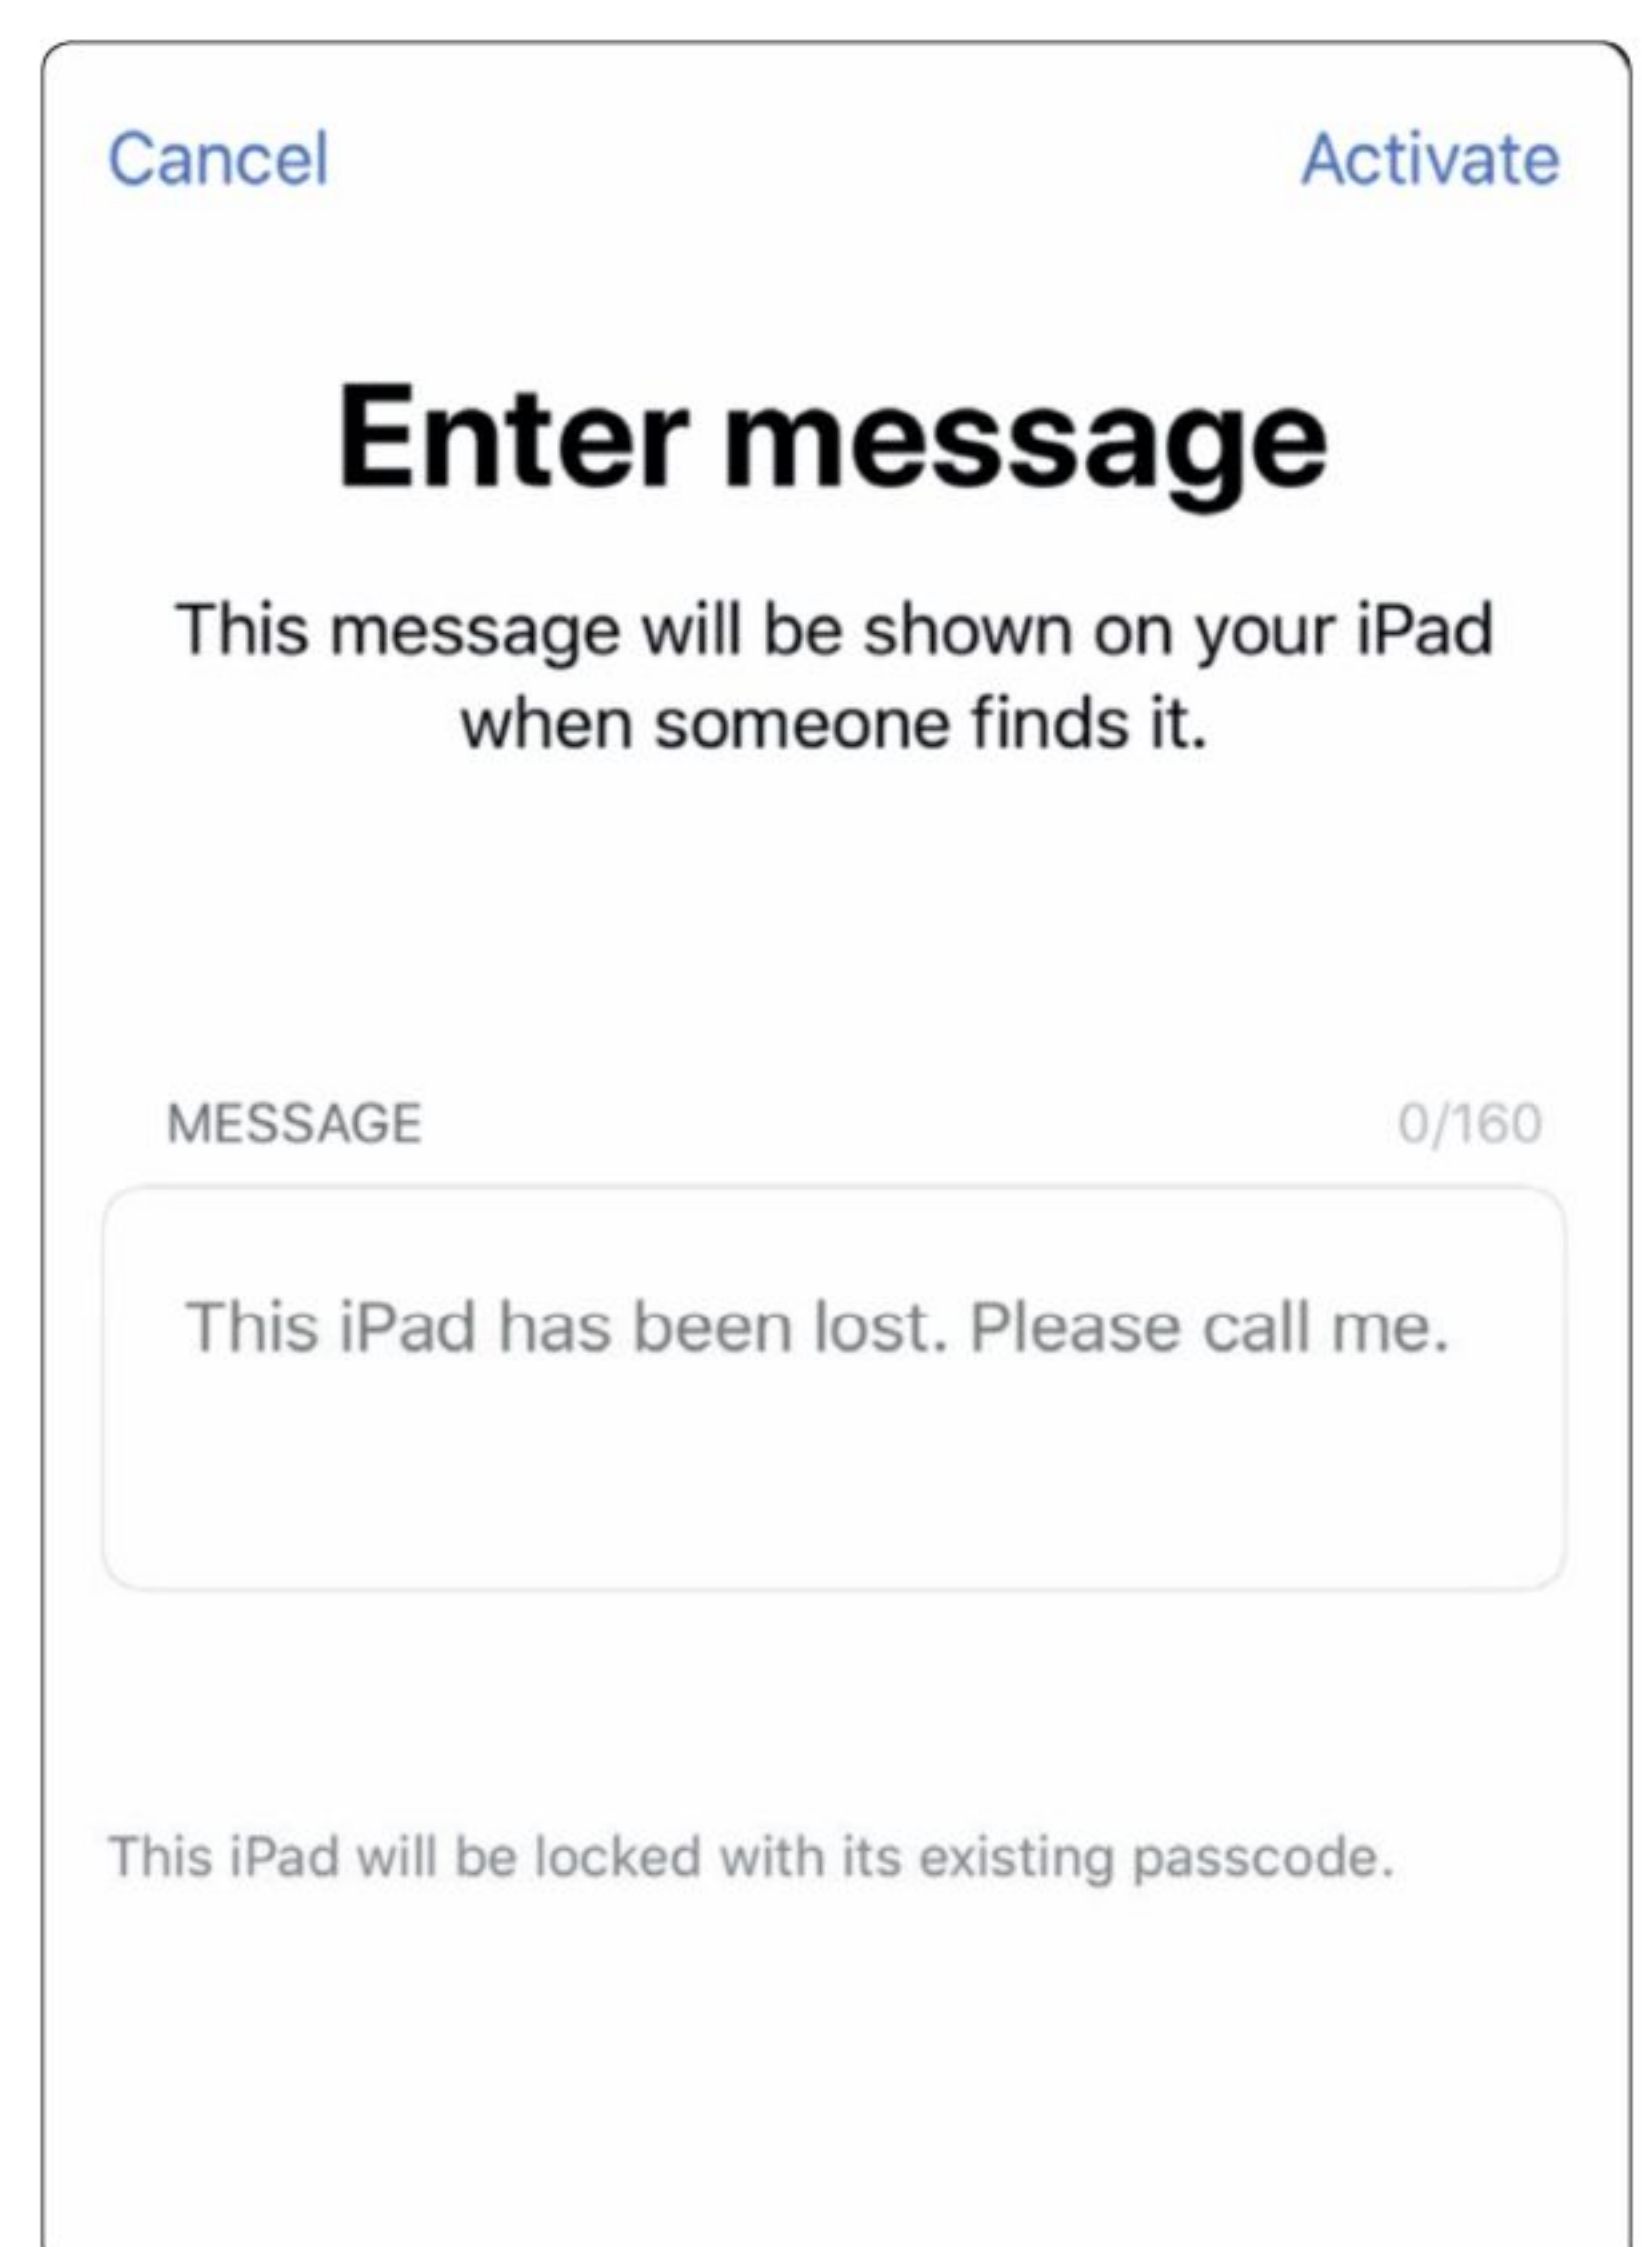 Cancel
Activate
Enter message
This message will be shown on your iPad
when someone finds it.
MESSAGE
0/160
This iPad has been lost. Please call me.
This iPad will be locked with its existing passcode.